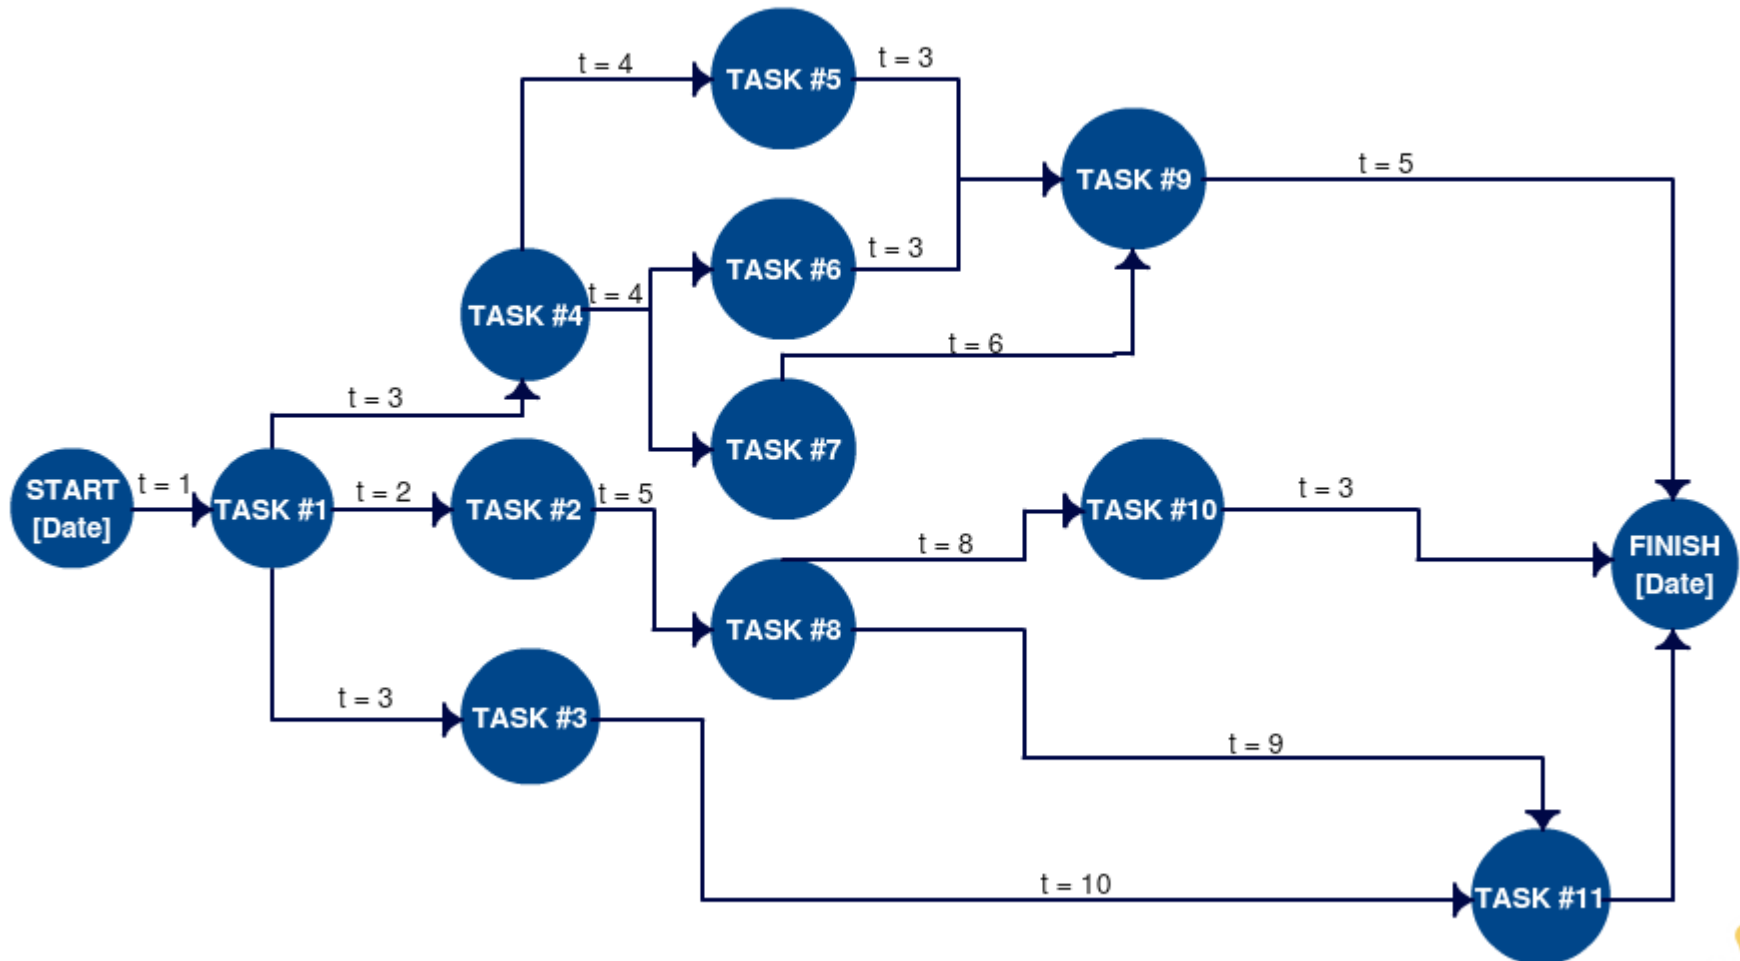 t = 4
TASK #5
t = 3
TASK #9
t = 5
TASK #6
t = 3
t = 4
TASK #4
t = 6
t = 3
TASK #7
START
[Date]
t = 1
TASK #1
t = 2
TASK #2
t = 5
TASK #10
t = 3
t = 8
FINISH
[Date]
TASK #8
t = 3
TASK #3
t = 9
t = 10
TASK #11